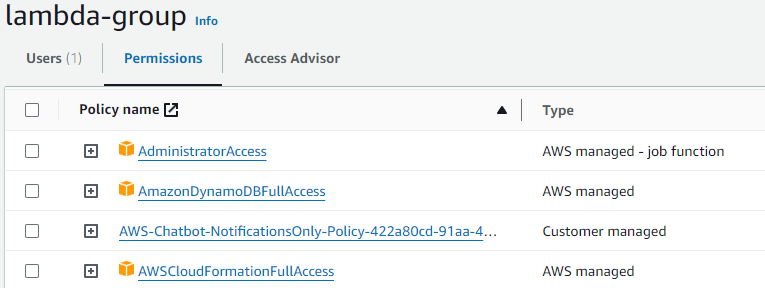 lambda-group Info
Users (1) Permissions Access Advisor
Policy name Type
AdministratorAccess AWS managed - job function
AmazonDynamoDBFullAccess AWS managed
AWS-Chatbot-NotificationsOnly-Policy-422a80cd-91aa-4... Customer managed
AWSCloudFormationFullAccess AWS managed